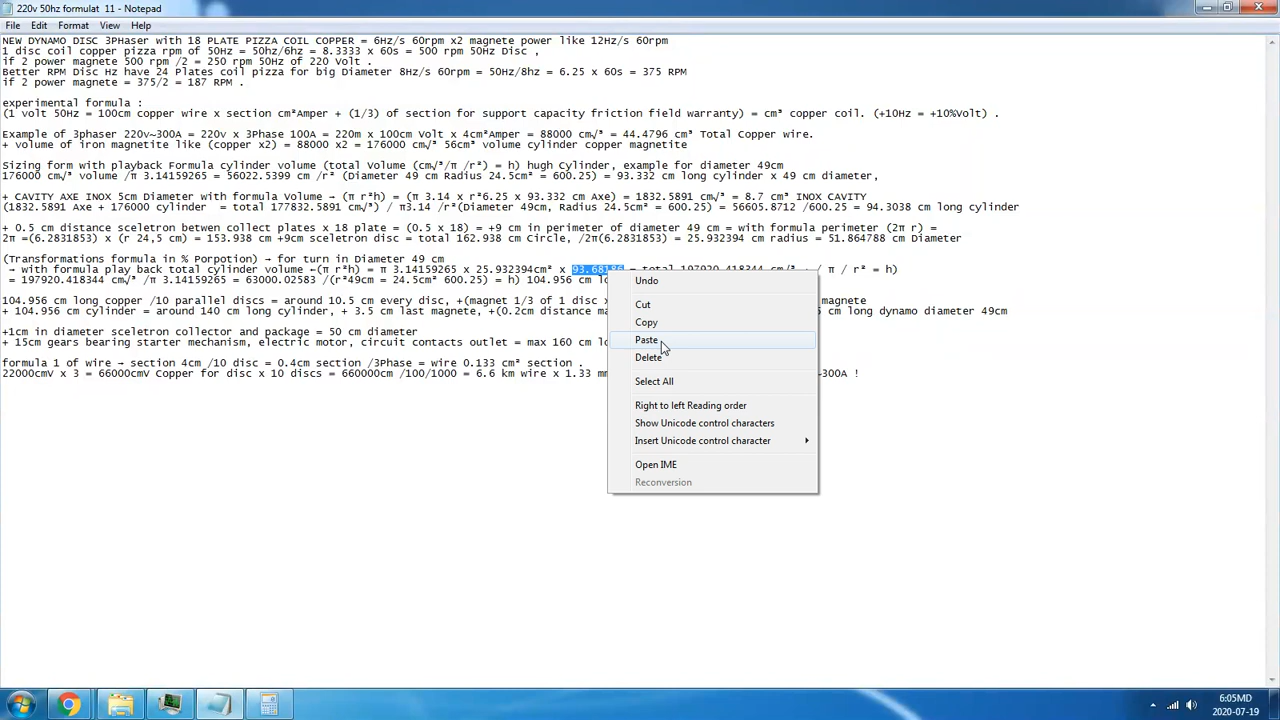 220v 50hz formulat  11 - Notepad
File Edit Format View Help
NEW DYNAMO DISC 3PHaser with 18 PLATE PIZZA COIL COPPER = 6Hz/s 60rpm x2 magnete power like 12Hz/s 60rpm
1 disc coil copper pizza rpm of 50Hz = 50hz/6hz = 8.3333 x 60s = 500 rpm 50Hz Disc ,
if 2 power magnete 500 rpm /2 = 250 rpm 50Hz of 220 Volt .
Better RPM Disc Hz have 24 Plates coil pizza for big Diameter 8Hz/s 60rpm = 50Hz/8hz = 6.25 x 60s = 375 RPM
if 2 power magnete = 375/2 = 187 RPM .
experimental formula :
(1 volt 50Hz = 100cm copper wire x section cm²Amper + (1/3) of section for support capacity friction field warranty) = cm³ copper coil. (+10Hz = +10%Volt) .
Example of 3phaser 220v~300A = 220v x 3Phase 100A = 220m x 100cm Volt x 4cm²Amper = 88000 cm√³ = 44.4796 cm³ Total Copper wire.
+ volume of iron magnetite like (copper x2) = 88000 x2 = 176000 cm√³ 56cm³ volume cylinder copper magnetite
Sizing form with playback Formula cylinder volume (total Volume (cm√³/π /r²) = h) hugh Cylinder, example for diameter 49cm
176000 cm√³ volume /π 3.14159265 = 56022.5399 cm /r² (Diameter 49 cm Radius 24.5cm² = 600.25) = 93.332 cm long cylinder x 49 cm diameter,
+ CAVITY AXE INOX 5cm Diameter with formula Volume → (π r²h) = (π 3.14 x r²6.25 x 93.332 cm Axe) = 1832.5891 cm√³ = 8.7 cm³ INOX CAVITY
(1832.5891 Axe + 176000 cylinder  = total 177832.5891 cm√³) / π3.14 /r²(Diameter 49cm, Radius 24.5cm² = 600.25) = 56605.8712 /600.25 = 94.3038 cm long cylinder
+ 0.5 cm distance sceletron betwen collect plates x 18 plate = (0.5 x 18) = +9 cm in perimeter of diameter 49 cm = with formula perimeter (2π r) =
2π =(6.2831853) x (r 24,5 cm) = 153.938 cm +9cm sceletron disc = total 162.938 cm Circle, /2π(6.2831853) = 25.932394 cm radius = 51.864788 cm Diameter
(Transformations formula in % Porpotion) → for turn in Diameter 49 cm
→ with formula play back total cylinder volume ←(π r²h) = π 3.14159265 x 25.932394cm² x 93.68186 = total 197920.418344 cm√³ / π / r² = h)
= 197920.418344 cm√³ /π 3.14159265 = 63000.02583 /(r²49cm = 24.5cm² 600.25) = h) 104.956 cm lo
104.956 cm long copper /10 parallel discs = around 10.5 cm every disc, +(magnet 1/3 of 1 disc agnete
+ 104.956 cm cylinder = around 140 cm long cylinder, + 3.5 cm last magnete, +(0.2cm distance ma cm long dynamo diameter 49cm
+1cm in diameter sceletron collector and package = 50 cm diameter
+ 15cm gears bearing starter mechanism, electric motor, circuit contacts outlet = max 160 cm lo
formula 1 of wire → section 4cm /10 disc = 0.4cm section /3Phase = wire 0.133 cm² section .
22000cmV x 3 = 66000cmV Copper for disc x 10 discs = 660000cm /100/1000 = 6.6 km wire x 1.33 mm ~300A !
Undo
Cut
Copy
Paste
Delete
Select All
Right to left Reading order
Show Unicode control characters
Insert Unicode control character
Open IME
Reconversion
6:05MD
2020-07-19